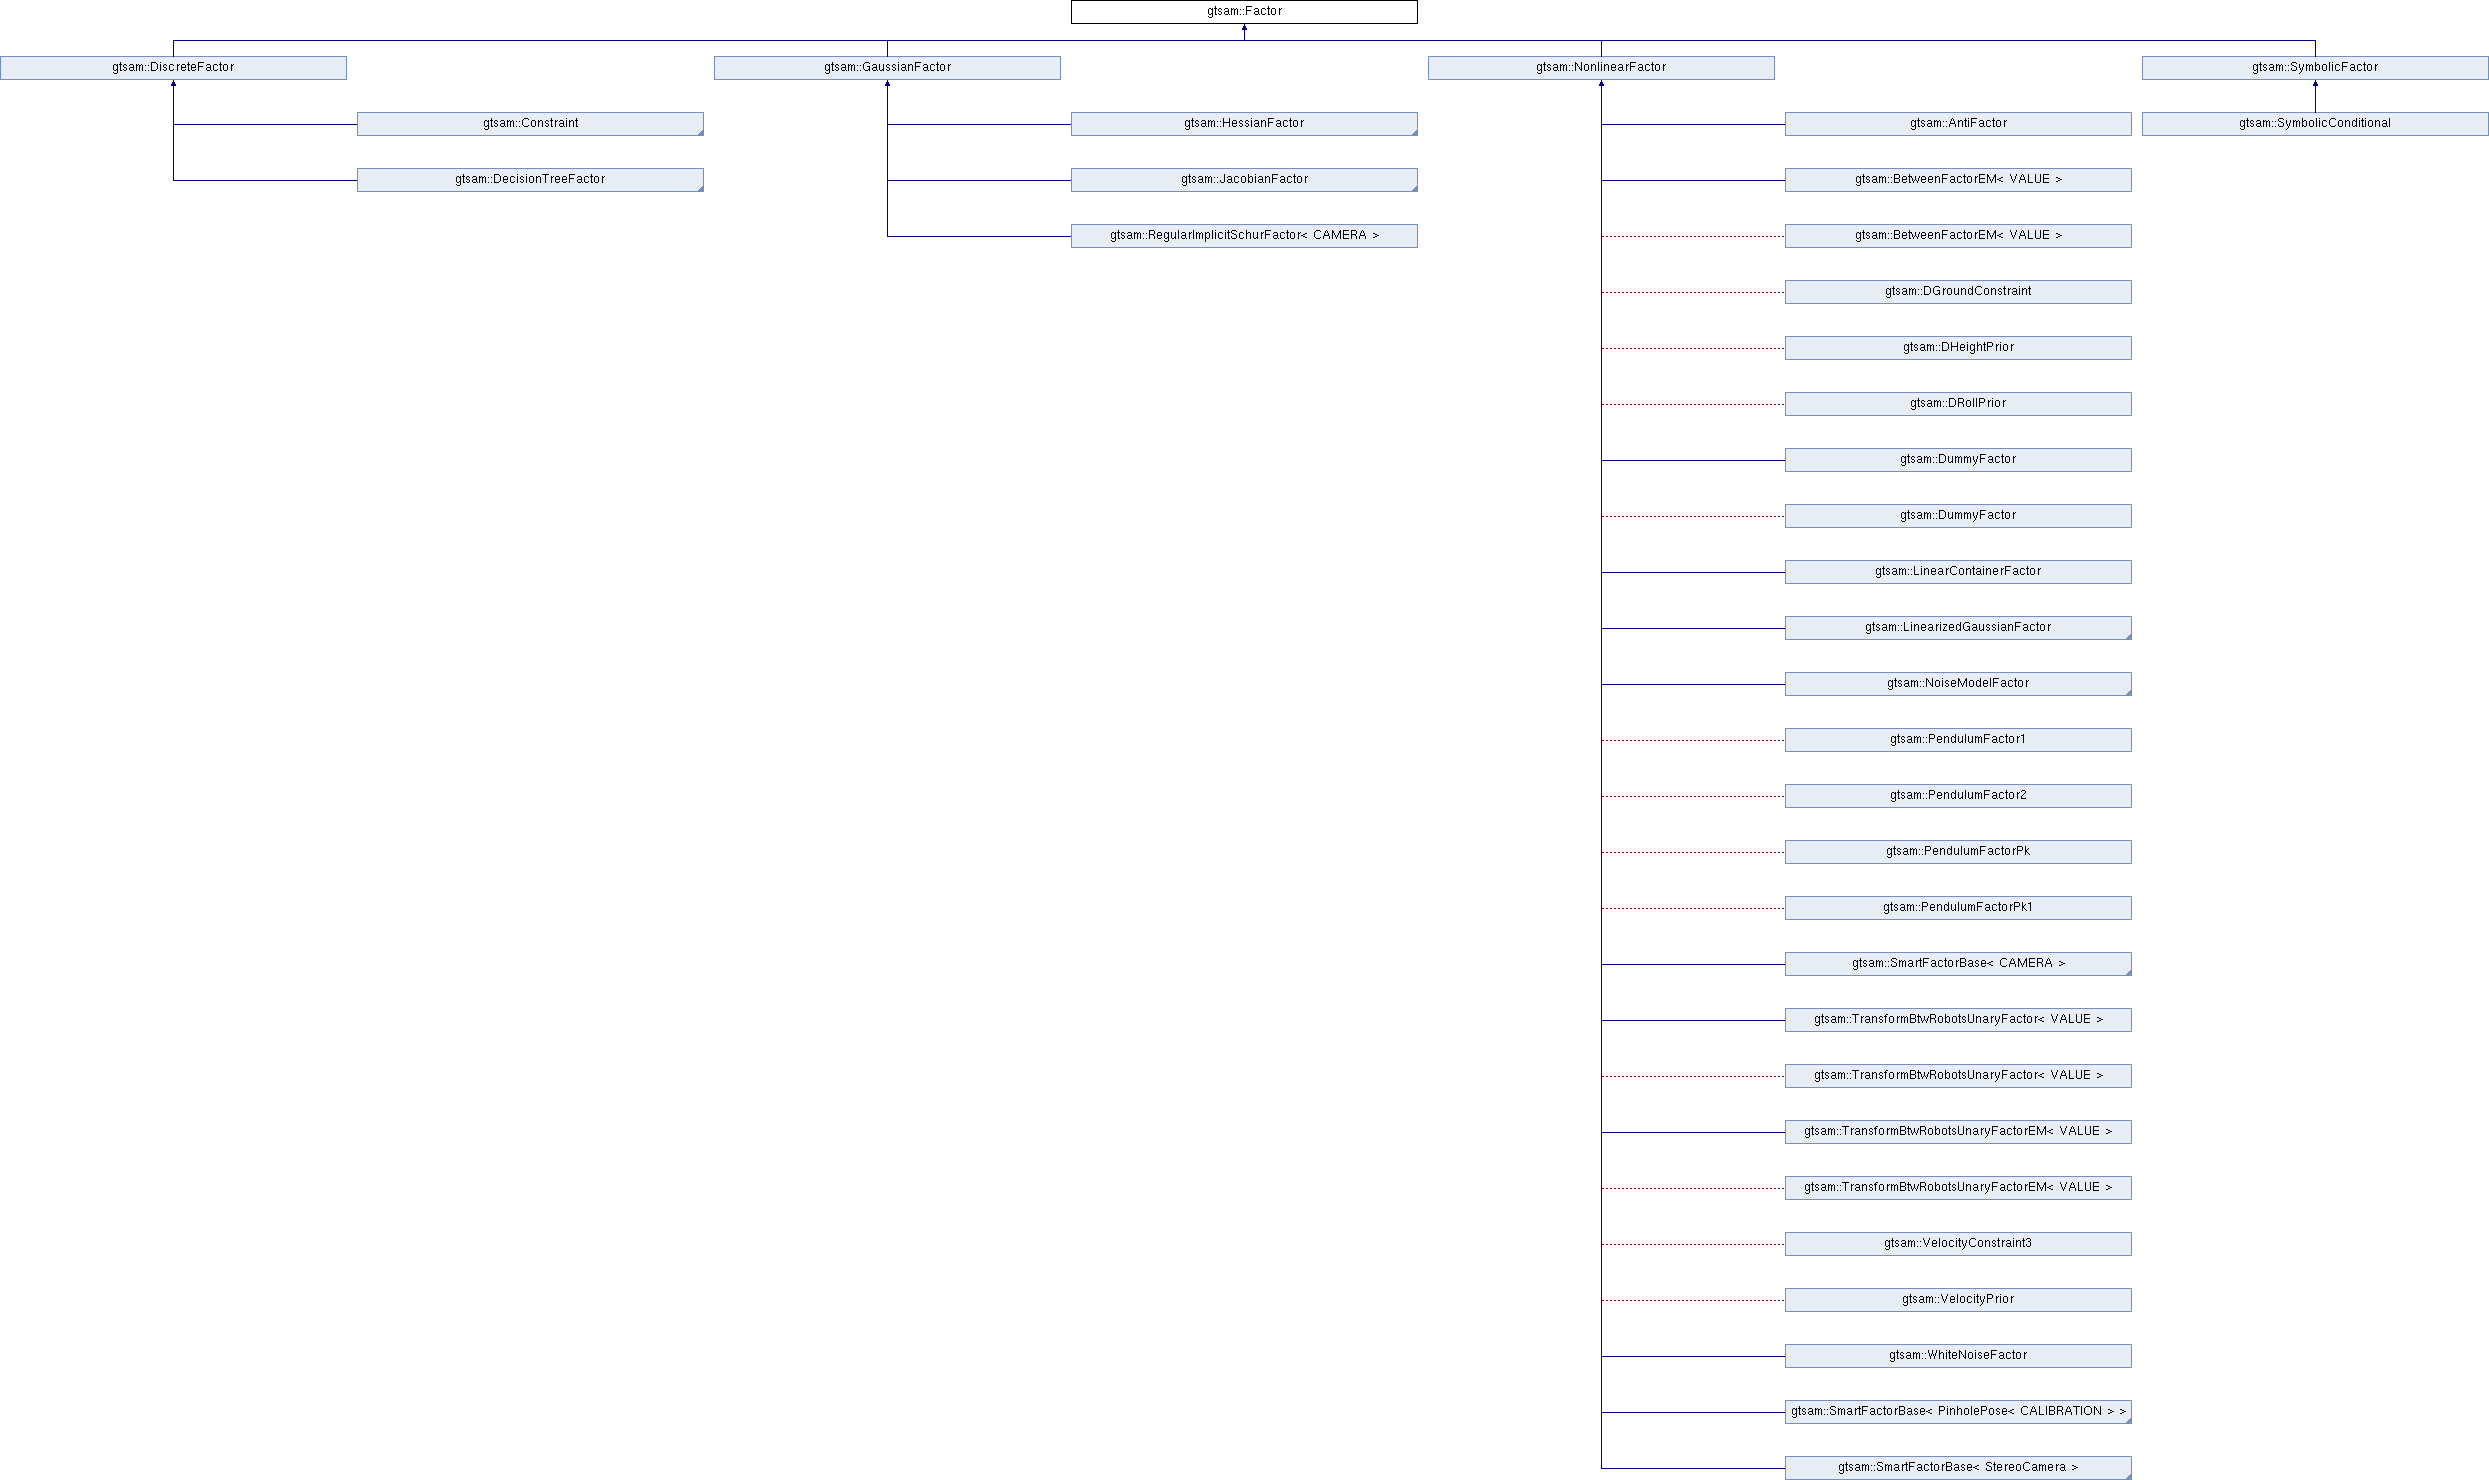 gtsam::Factor
gtsam::DiscreteFactor
gtsam::GaussianFactor
gtsam::NonlinearFactor
gtsam::SymbolicFactor
gtsam::Constraint
gtsam::HessianFactor
gtsam::AntiFactor
gtsam::SymbolicConditional
gtsam::DecisionTreeFactor
gtsam::JacobianFactor
gtsam::BetweenFactorEM< VALUE >
gtsam::RegularImplicitSchurFactor< CAMERA >
gtsam::BetweenFactorEM< VALUE >
gtsam::DGroundConstraint
gtsam::DHeightPrior
gtsam::DRollPrior
gtsam::DummyFactor
gtsam::DummyFactor
gtsam::LinearContainerFactor
gtsam::LinearizedGaussianFactor
gtsam::NoiseModelFactor
gtsam::PendulumFactor1
gtsam::PendulumFactor2
gtsam::PendulumFactorPk
gtsam::PendulumFactorPk1
gtsam::SmartFactorBase< CAMERA >
gtsam::TransformBtwRobotsUnaryFactor< VALUE >
gtsam::TransformBtwRobotsUnaryFactor< VALUE >
gtsam::TransformBtwRobotsUnaryFactorEM< VALUE >
gtsam::TransformBtwRobotsUnaryFactorEM< VALUE >
gtsam::VelocityConstraint3
gtsam::VelocityPrior
gtsam::WhiteNoiseFactor
gtsam::SmartFactorBase< PinholePose< CALIBRATION > >
gtsam::SmartFactorBase< StereoCamera >